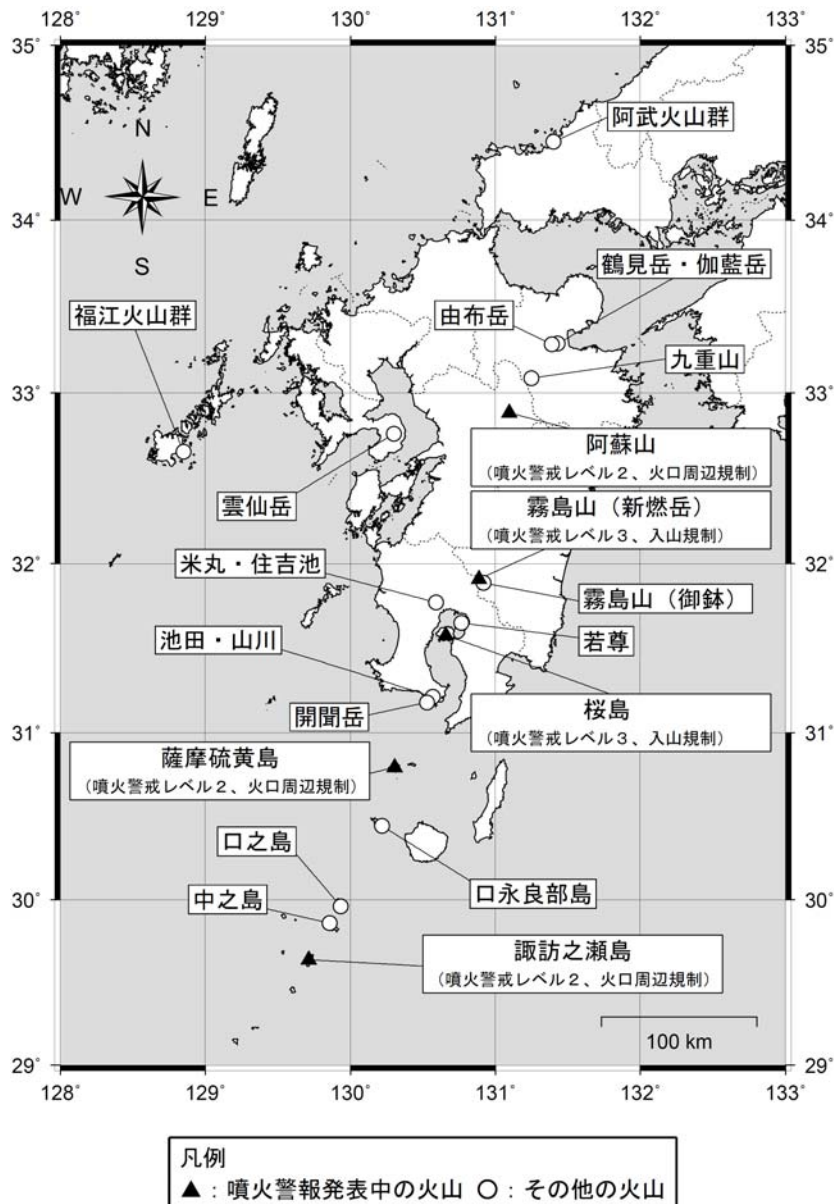 128˚ 129˚ 130˚ 131˚ 132˚ 133˚
35˚ 35˚
阿武火山群
N
W E
S
34˚ 34˚
鶴見岳・伽藍岳
福江火山群
由布岳
九重山
33˚ 33˚
阿蘇山
(噴火警戒レベル2、火口周辺規制)
雲仙岳
霧島山(新燃岳)
(噴火警戒レベル3、入山規制)
32˚ 32˚
米丸・住吉池
霧島山(御鉢)
若尊
池田・山川
桜島
(噴火警戒レベル3、入山規制)
開聞岳
31˚ 31˚
薩摩硫黄島
(噴火警戒レベル2、火口周辺規制)
口之島
口永良部島
30˚ 30˚
中之島
諏訪之瀬島
(噴火警戒レベル2、火口周辺規制)
100 km
29˚ 29˚
128˚ 129˚ 130˚ 131˚ 132˚ 133˚
凡例
▲:噴火警報発表中の火山 ○:その他の火山